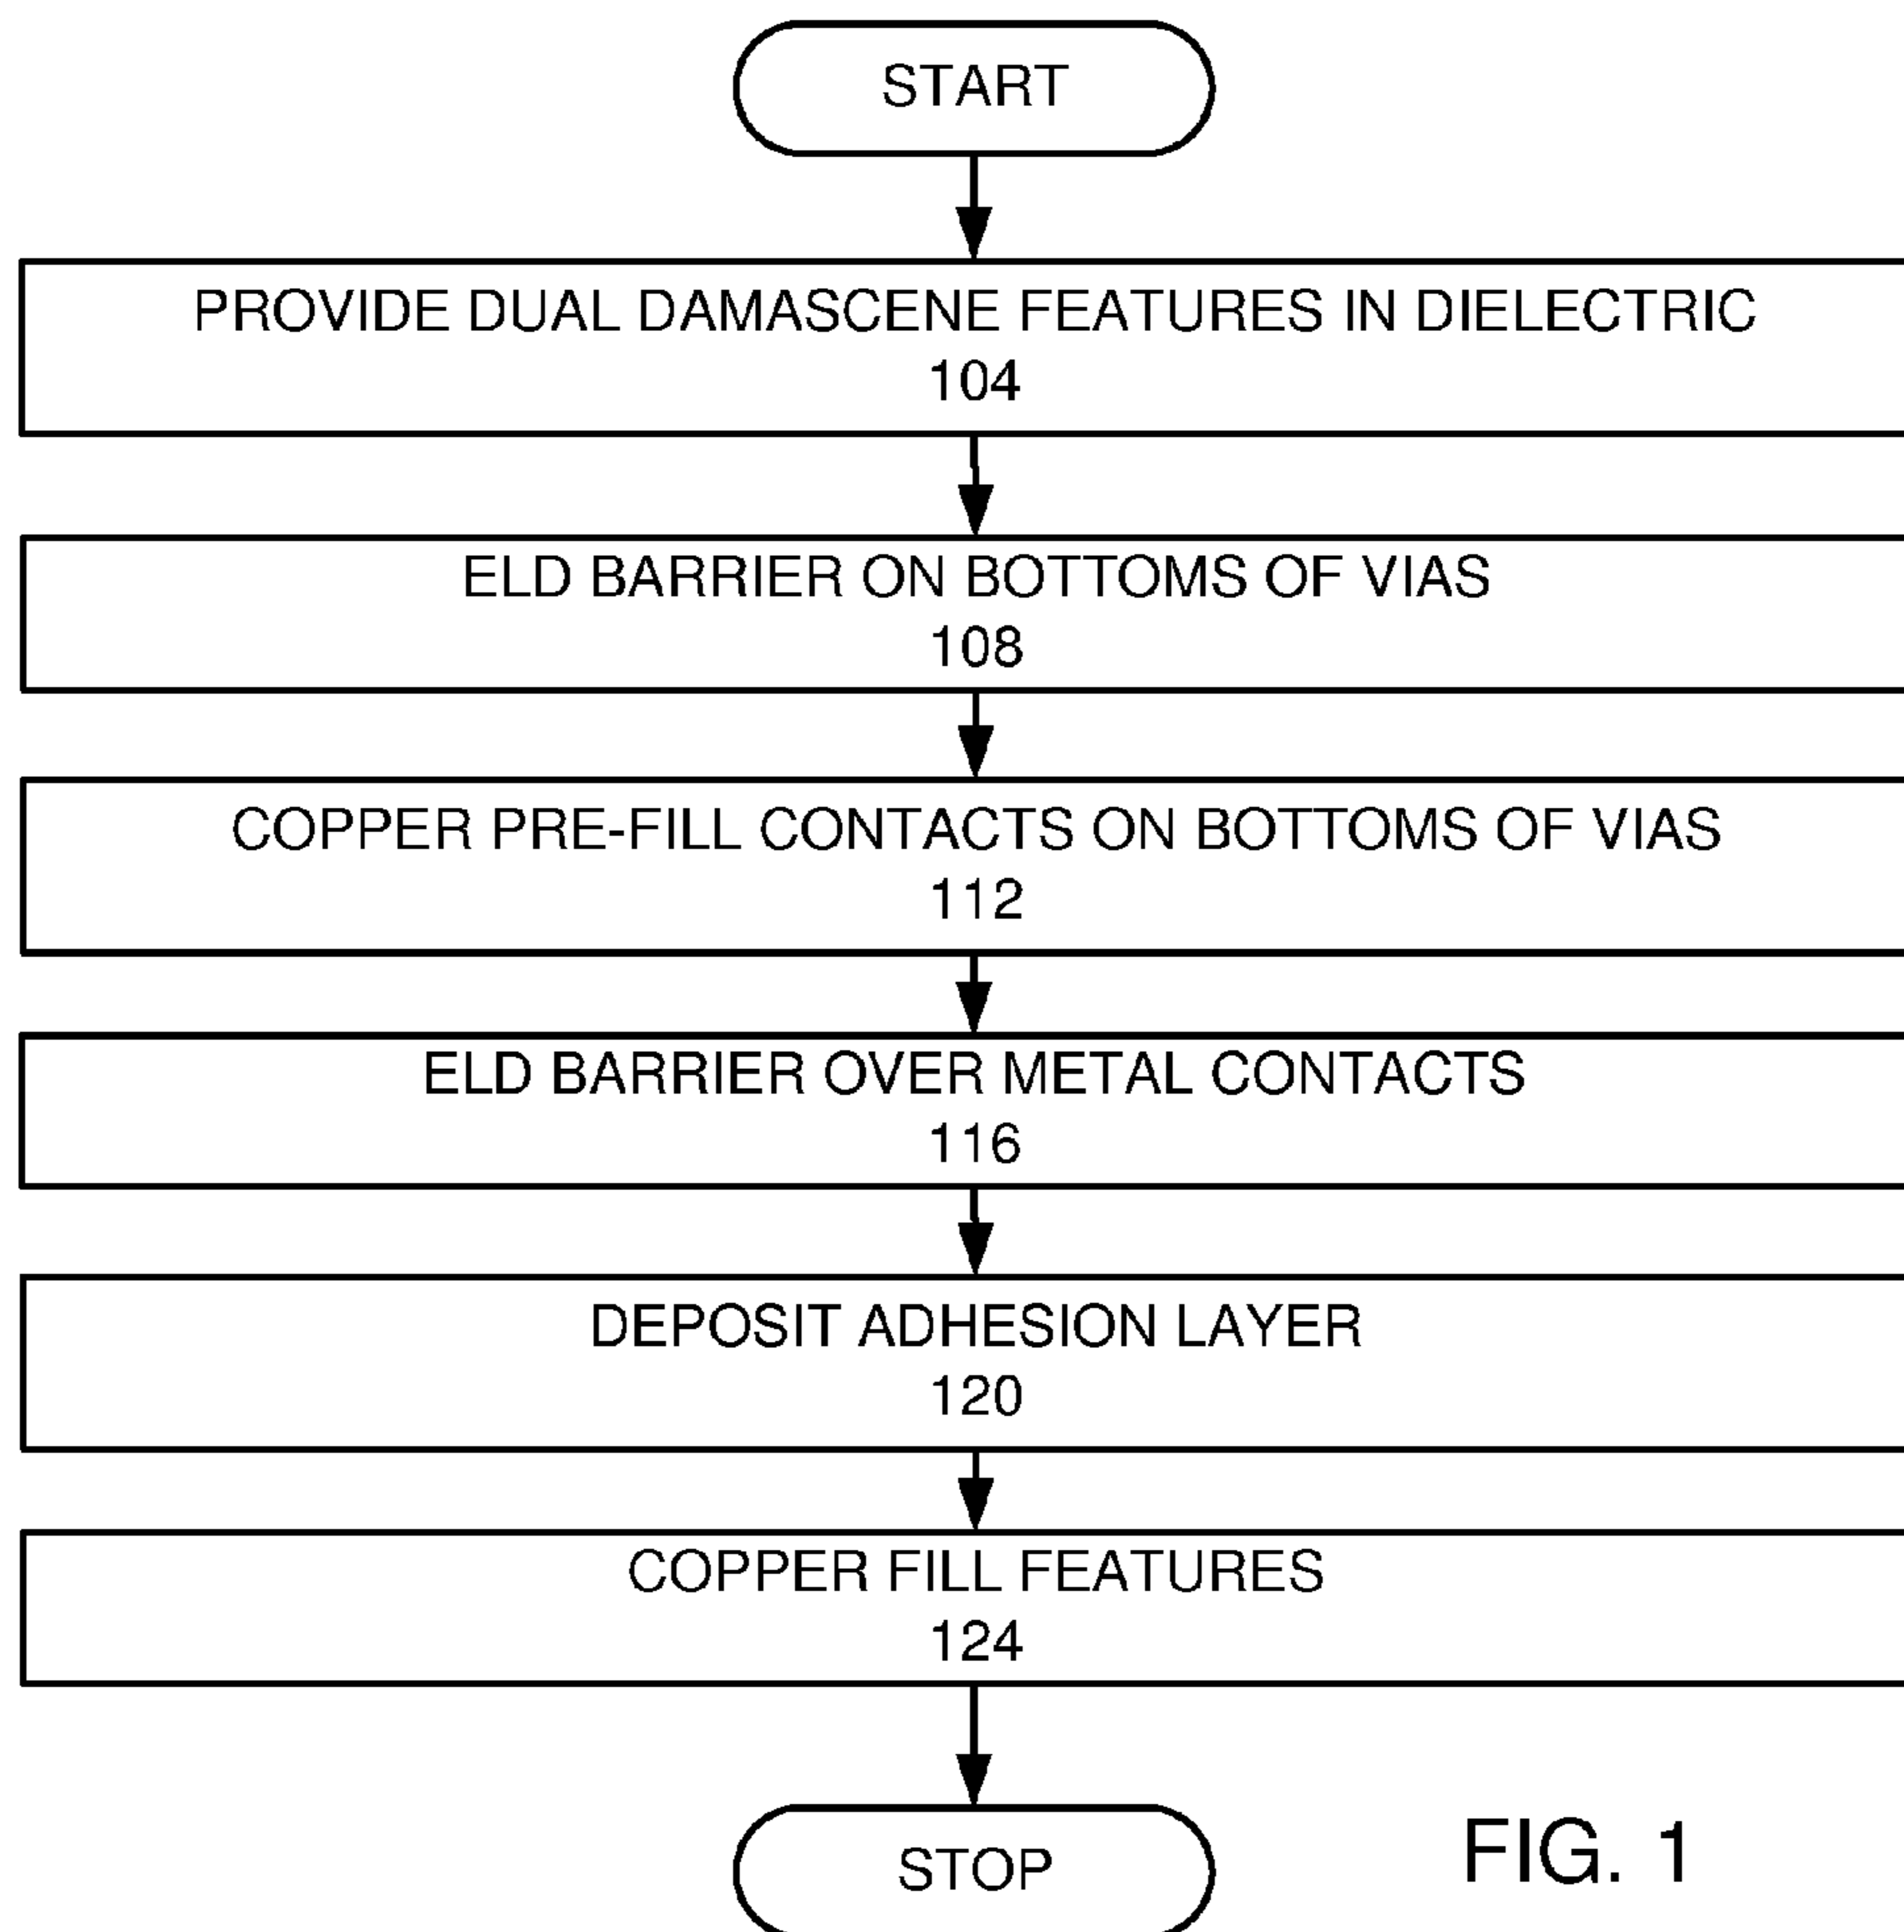 START
PROVIDE DUAL DAMASCENE FEATURES IN DIELECTRIC
104
ELD BARRIER ON BOTTOMS OF VIAS
108
COPPER PRE-FILL CONTACTS ON BOTTOMS OF VIAS
112
ELD BARRIER OVER METAL CONTACTS
116
DEPOSIT ADHESION LAYER
120
COPPER FILL FEATURES
124
STOP
FIG. 1